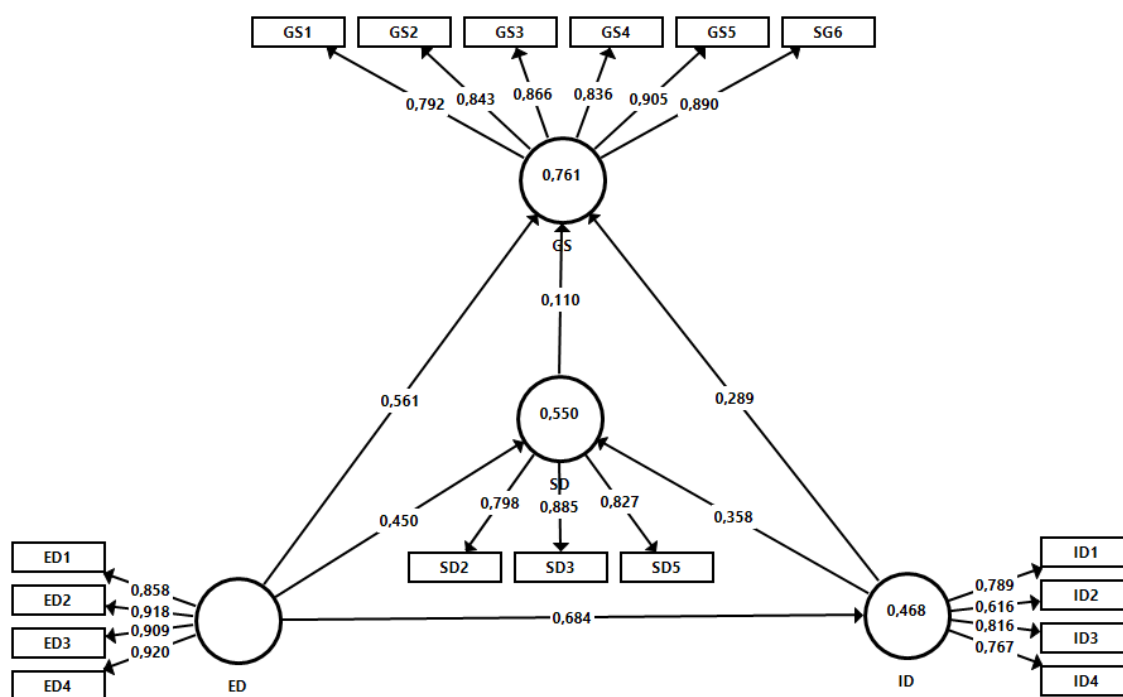 GS1 GS2 GS3 GS4 GS5 SG6
0,792 0,843 0,866 0,836 0,905 0,890
0,761
GS
0,110
0,561 0,289
0,550
SD
0,798 0,885 0,827
0,450 0,358
SD2 SD3 SD5
ED1
ED2
ED3
ED4
0,858
0,918
0,909
0,920
ED
0,684
0,468
ID
0,789
0,616
0,816
0,767
ID1
ID2
ID3
ID4